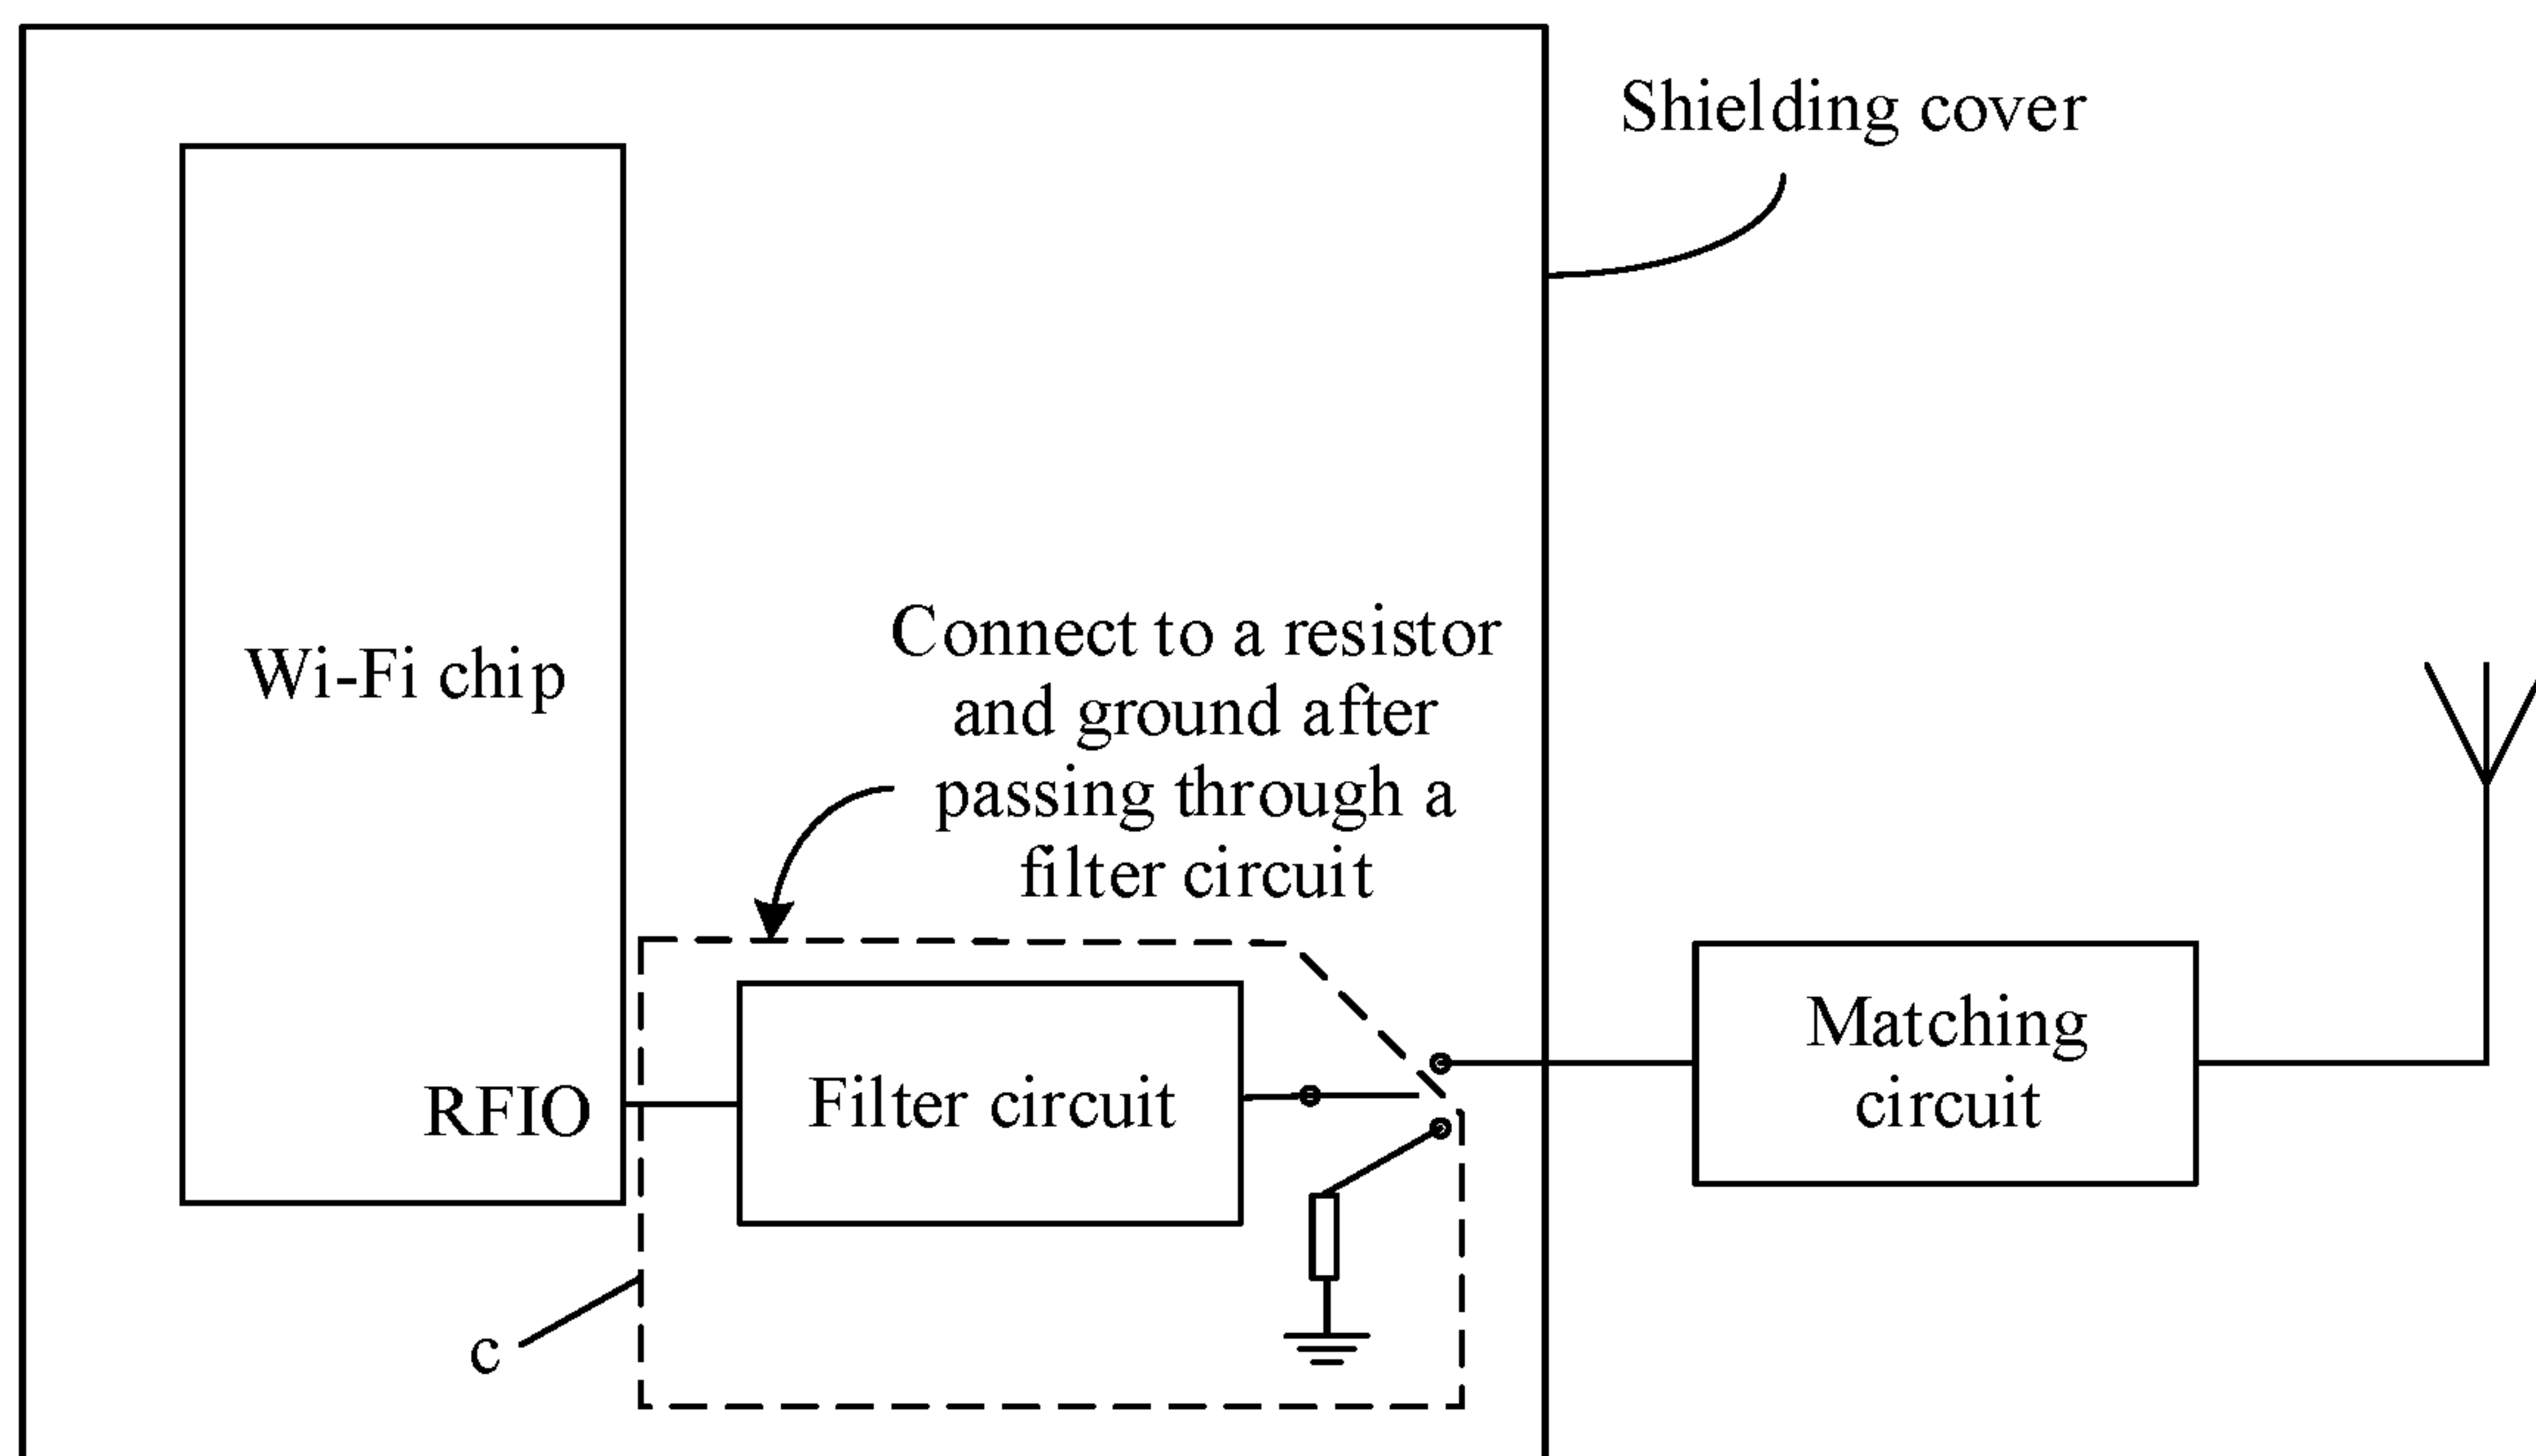 Shielding cover
Wi-Fi chip
Connect to a resistor
and ground after
passing through a
filter circuit
RFIO
Filter circuit
Matching
circuit
c